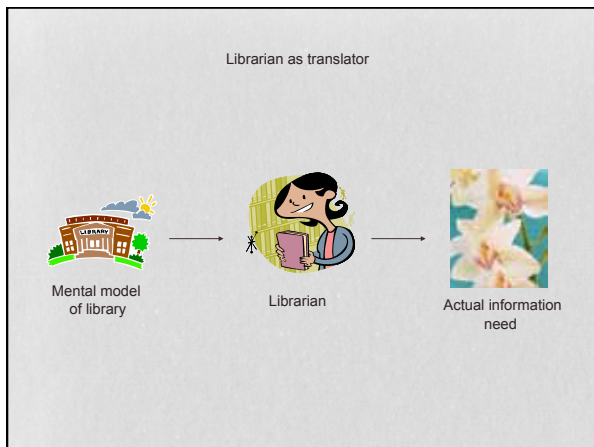 Librarian as translator
LIBRARY
Mental model
of library
Librarian
Actual information
need